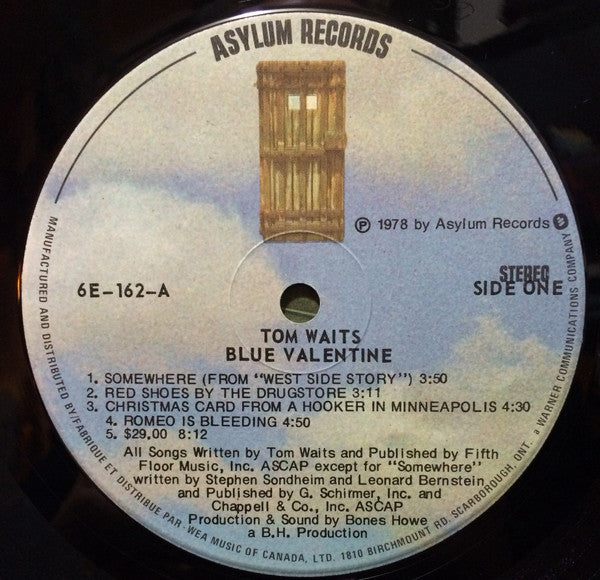 ASYLUM RECORDS
℗ 1978 by Asylum Records
6E-162-A
STEREO
SIDE ONE
TOM WAITS
BLUE VALENTINE
1. SOMEWHERE (FROM "WEST SIDE STORY") 3:50
2. RED SHOES BY THE DRUGSTORE 3:11
3. CHRISTMAS CARD FROM A HOOKER IN MINNEAPOLIS 4:30
4. ROMEO IS BLEEDING 4:50
5. $29.00 8:12
All Songs Written by Tom Waits and Published by Fifth
Floor Music, Inc. ASCAP except for "Somewhere"
written by Stephen Sondheim and Leonard Bernstein
and Published by G. Schirmer, Inc. and
Chappell & Co., Inc. ASCAP
Production & Sound by Bones Howe
a B.H. Production
MANUFACTURED AND DISTRIBUTED BY/FABRIQUE ET DISTRIBUE PAR - WEA MUSIC OF CANADA, LTD. 1810 BIRCHMOUNT RD. SCARBOROUGH, ONT. a WARNER COMMUNICATIONS COMPANY